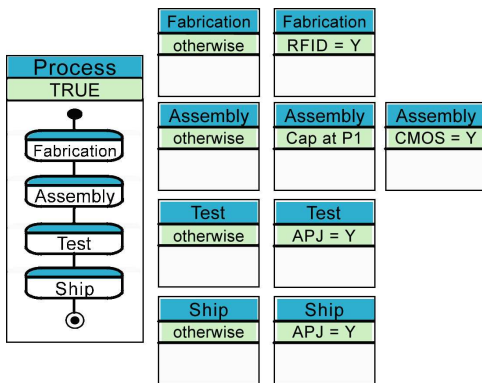 Process
TRUE
Fabrication
Assembly
Test
Ship
Fabrication
otherwise
Fabrication
RFID = Y
Assembly
otherwise
Assembly
Cap at P1
Assembly
CMOS = Y
Test
otherwise
Test
APJ = Y
Ship
otherwise
Ship
APJ = Y